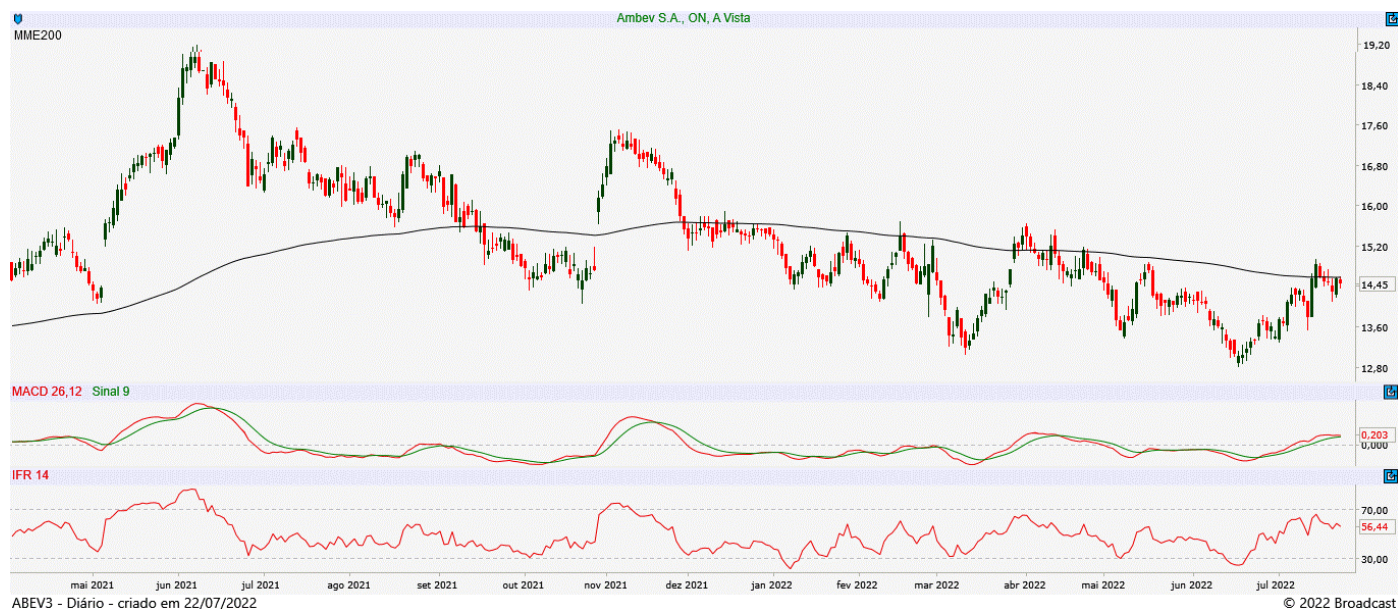 Ambev S.A., ON, A Vista
MME200
19,20
18,40
17,60
16,80
16,00
15,20
14,45
13,60
12,80
MACD 26,12 Sinal 9
0,203
0,000
IFR 14
70,00
56,44
30,00
mai 2021 jun 2021 jul 2021 ago 2021 set 2021 out 2021 nov 2021 dez 2021 jan 2022 fev 2022 mar 2022 abr 2022 mai 2022 jun 2022 jul 2022
ABEV3 - Diário - criado em 22/07/2022 © 2022 Broadcast